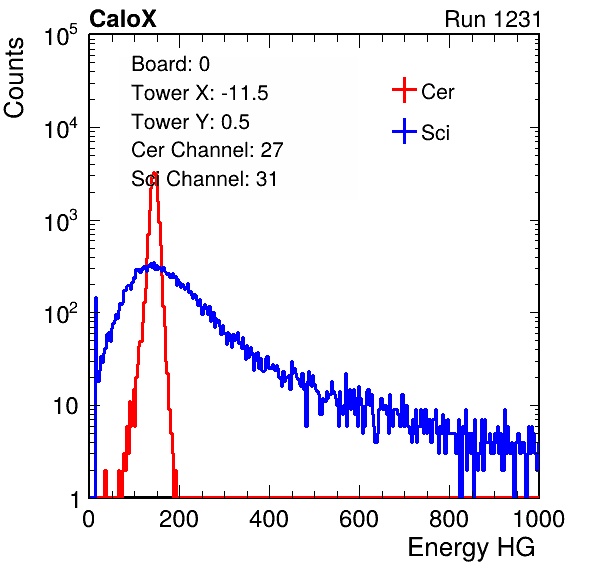 CaloX Run 1231
Counts
Board: 0
Tower X: -11.5
Tower Y: 0.5
Cer Channel: 27
Sci Channel: 31
Cer
Sci
10^5
10^4
10^3
10^2
10
1
0 200 400 600 800 1000
Energy HG